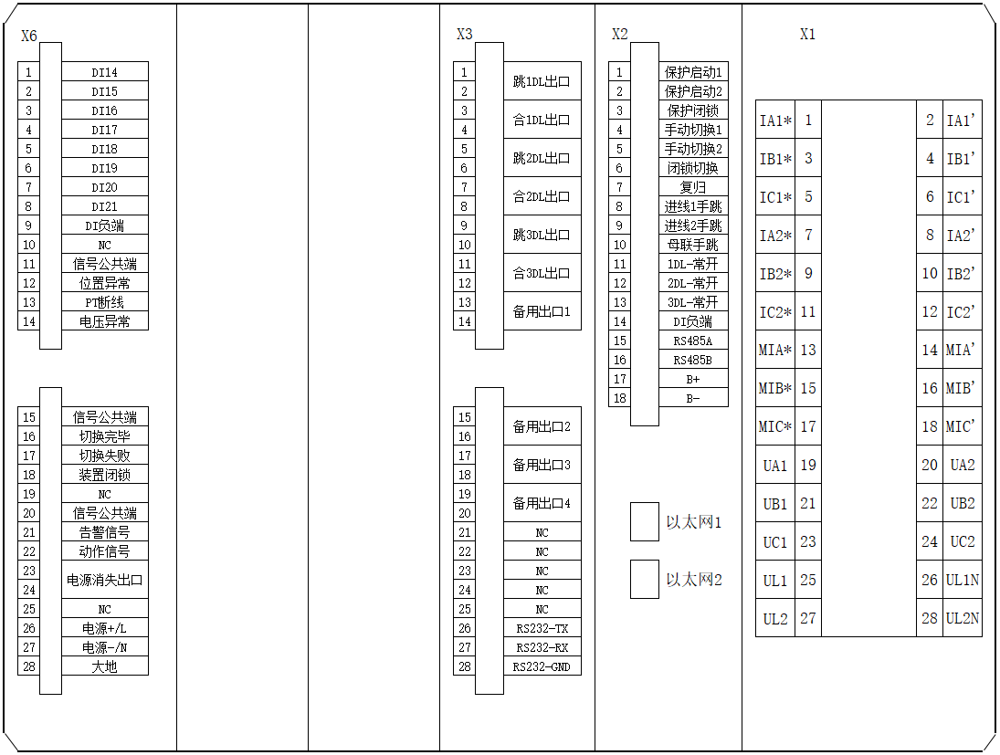 X6
1 DI14
2 DI15
3 DI16
4 DI17
5 DI18
6 DI19
7 DI20
8 DI21
9 DI负端
10 NC
11 信号公共端
12 位置异常
13 PT断线
14 电压异常
15 信号公共端
16 切换完毕
17 切换失败
18 装置闭锁
19 NC
20 信号公共端
21 告警信号
22 动作信号
23
电源消失出口
24
25 NC
26 电源+/L
27 电源-/N
28 大地
X3
1
跳1DL出口
2
3
合1DL出口
4
5
跳2DL出口
6
7
合2DL出口
8
9
跳3DL出口
10
11
合3DL出口
12
13
备用出口1
14
15
备用出口2
16
17
备用出口3
18
19
备用出口4
20
21 NC
22 NC
23 NC
24 NC
25 NC
26 RS232-TX
27 RS232-RX
28 RS232-GND
X2
1 保护启动1
2 保护启动2
3 保护闭锁
4 手动切换1
5 手动切换2
6 闭锁切换
7 复归
8 进线1手跳
9 进线2手跳
10 母联手跳
11 1DL-常开
12 2DL-常开
13 3DL-常开
14 DI负端
15 RS485A
16 RS485B
17 B+
18 B-
以太网1
以太网2
X1
IA1* 1 2 IA1'
IB1* 3 4 IB1'
IC1* 5 6 IC1'
IA2* 7 8 IA2'
IB2* 9 10 IB2'
IC2* 11 12 IC2'
MIA* 13 14 MIA'
MIB* 15 16 MIB'
MIC* 17 18 MIC'
UA1 19 20 UA2
UB1 21 22 UB2
UC1 23 24 UC2
UL1 25 26 UL1N
UL2 27 28 UL2N